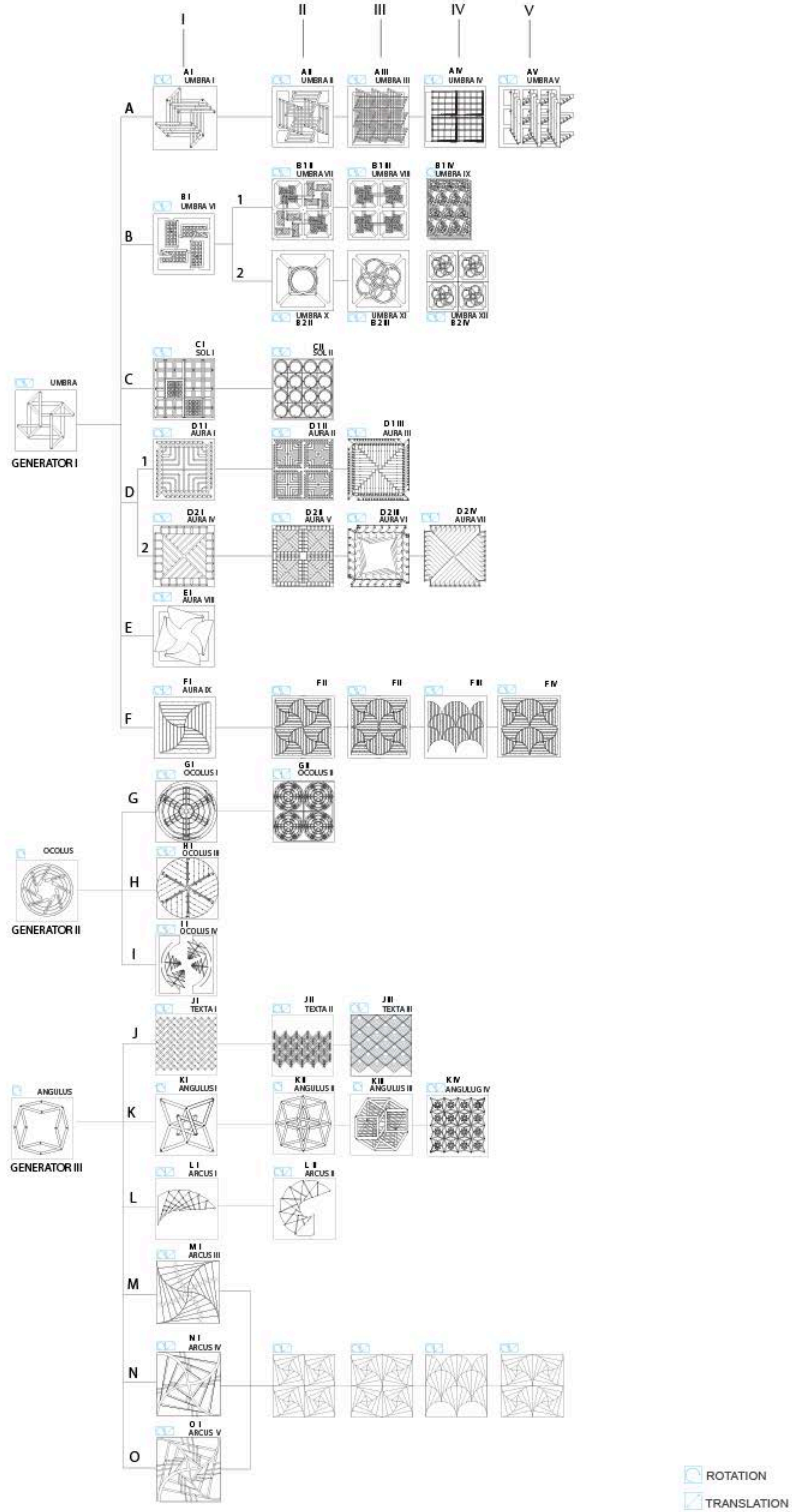 I II III IV V
A I A II A III A IV A V
UMBRA I UMBRA II UMBRA III UMBRA IV UMBRA V
A
B 1 II B 1 III B 1 IV
UMBRA VII UMBRA VIII UMBRA IX
B I
UMBRA VI
1
B
2
UMBRA X UMBRA XI UMBRA XII
B 2 II B 2 III B 2 IV
C I C II
SOL I SOL II
C
UMBRA
GENERATOR I
D 1 I D 1 II D 1 III
AURA I AURA II AURA III
1
D
D 2 I D 2 II D 2 III D 2 IV
AURA IV AURA V AURA VI AURA VII
2
E I
AURA VIII
E
F I F II F II F III F IV
AURA IX
F
G I G II
OCOLUS I OCOLUS II
G
H I
OCOLUS III
OCOLUS
H
GENERATOR II
I I
OCOLUS IV
I
J I J II J III
TEXTA I TEXTA II TEXTA III
J
K I K II K III K IV
ANGULUS I ANGULUS II ANGULUS III ANGULUG IV
ANGULUS
K
GENERATOR III
L I L II
ARCUS I ARCUS II
L
M I
ARCUS III
M
N I
ARCUS IV
N
O I
ARCUS V
O
ROTATION
TRANSLATION